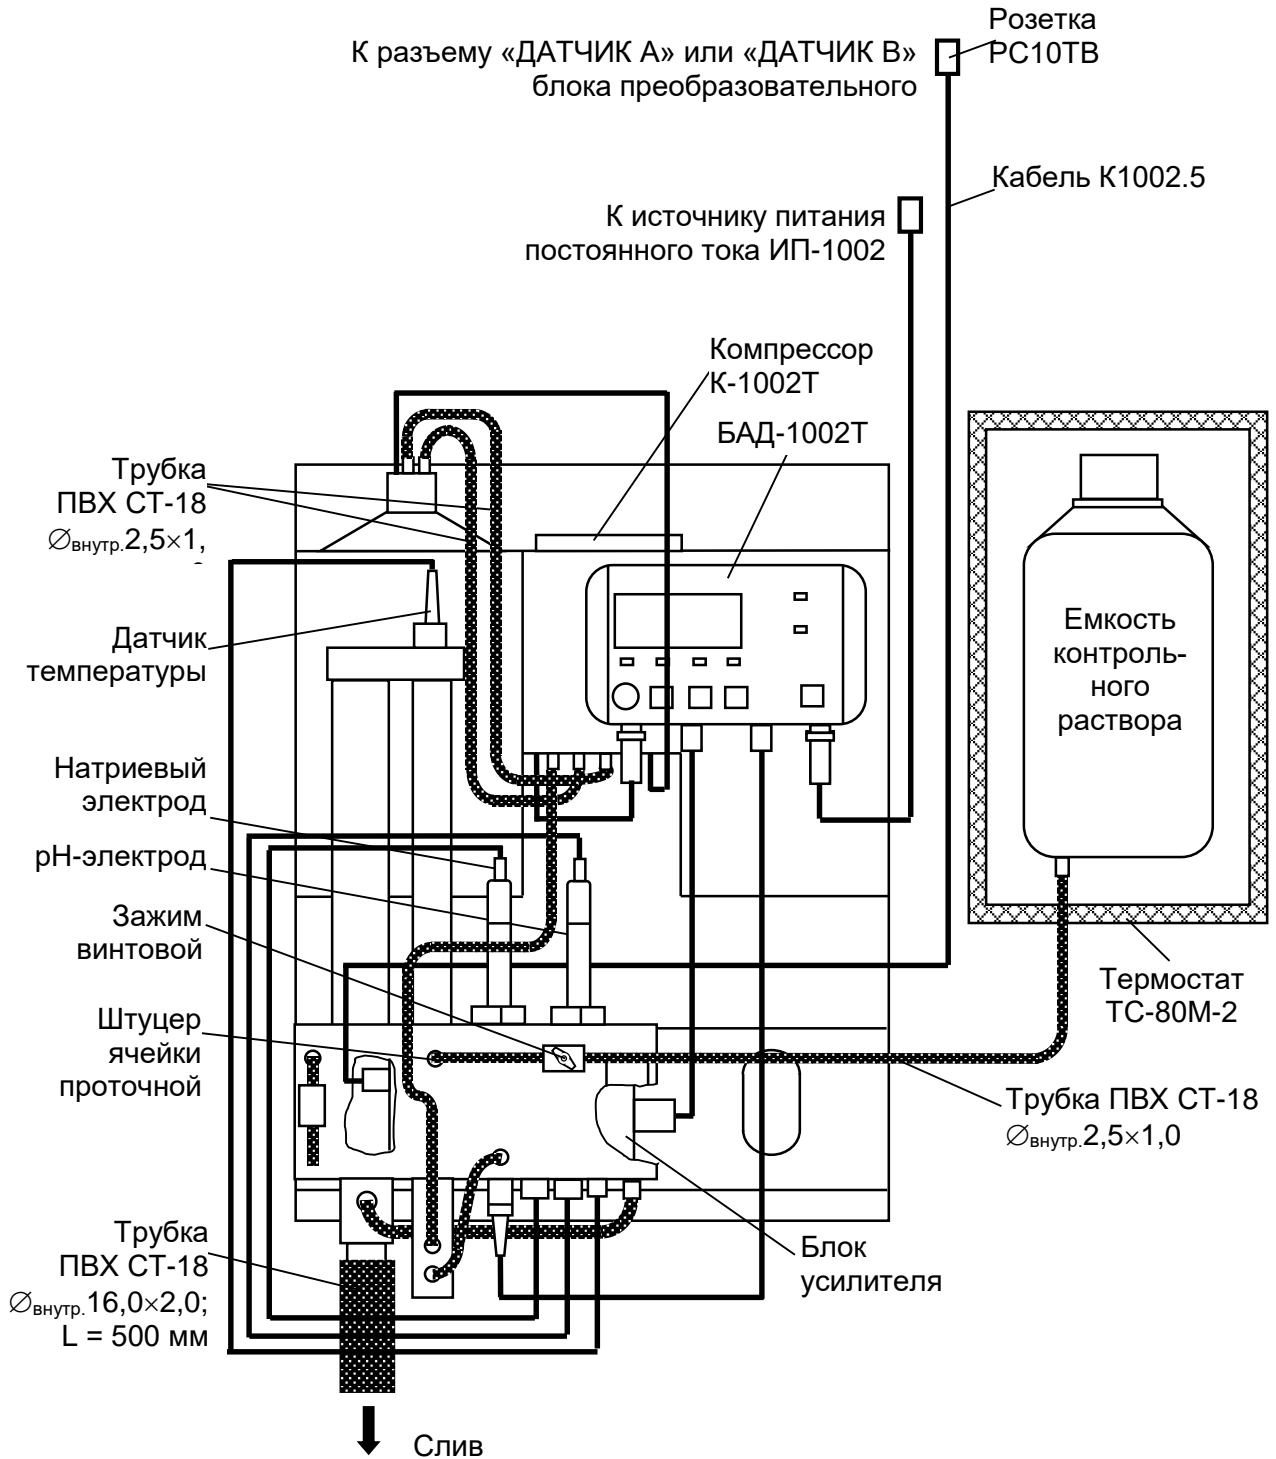 Розетка
РС10ТВ
К разъему «ДАТЧИК А» или «ДАТЧИК В»
блока преобразовательного
Кабель К1002.5
К источнику питания
постоянного тока ИП-1002
Компрессор
К-1002Т
БАД-1002Т
Трубка
ПВХ СТ-18
∅внутр.2,5×1,
Емкость
контроль-
ного
раствора
Датчик
температуры
Натриевый
электрод
рН-электрод
Зажим
винтовой
Термостат
ТС-80М-2
Штуцер
ячейки
проточной
Трубка ПВХ СТ-18
∅внутр.2,5×1,0
Трубка
ПВХ СТ-18
∅внутр.16,0×2,0;
L = 500 мм
Блок
усилителя
Слив